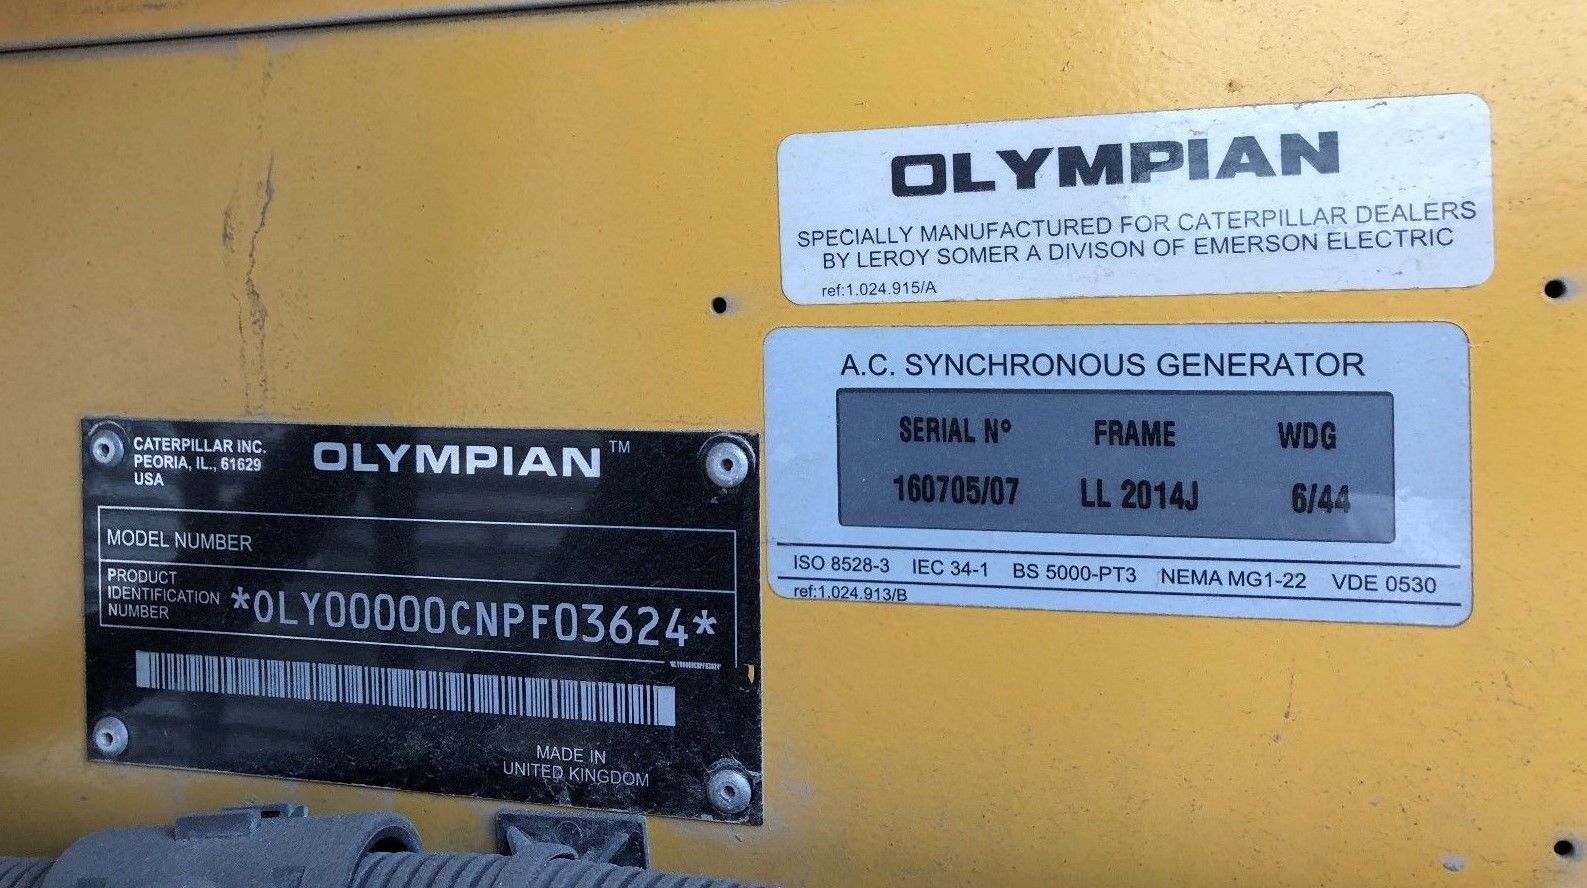 OLYMPIAN
SPECIALLY MANUFACTURED FOR CATERPILLAR DEALERS
BY LEROY SOMER A DIVISON OF EMERSON ELECTRIC
ref:1.024.915/A
A.C. SYNCHRONOUS GENERATOR
SERIAL Nº FRAME WDG
160705/07 LL 2014J 6/44
ISO 8528-3 IEC 34-1 BS 5000-PT3 NEMA MG1-22 VDE 0530
ref:1.024.913/B
CATERPILLAR INC.
PEORIA, IL., 61629
USA
OLYMPIAN™
MODEL NUMBER
PRODUCT
IDENTIFICATION
NUMBER
*OLY00000CNPF03624*
*OLY00000CNPF03624*
MADE IN
UNITED KINGDOM